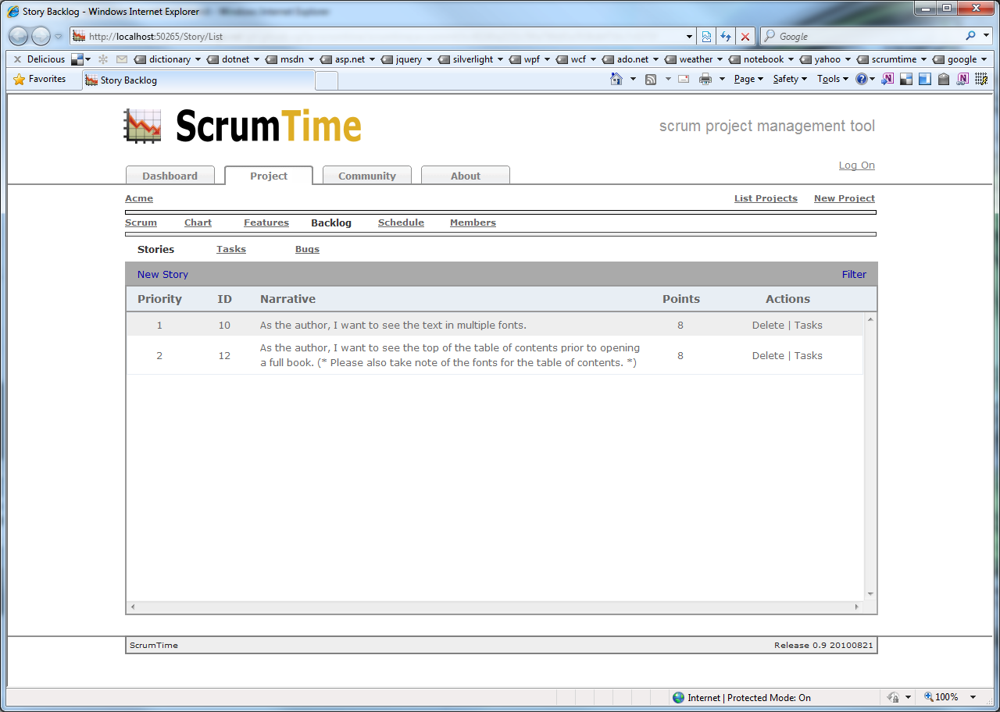 Story Backlog - Windows Internet Explorer
http://localhost:50265/Story/List
Google
Delicious dictionary dotnet msdn asp.net jquery silverlight wpf wcf ado.net weather notebook yahoo scrumtime google
Favorites Story Backlog Page Safety Tools
ScrumTime
scrum project management tool
Log On
Dashboard Project Community About
Acme List Projects New Project
Scrum Chart Features Backlog Schedule Members
Stories Tasks Bugs
New Story Filter
Priority ID Narrative Points Actions
1 10 As the author, I want to see the text in multiple fonts. 8 Delete | Tasks
As the author, I want to see the top of the table of contents prior to opening
2 12 8 Delete | Tasks
a full book. (* Please also take note of the fonts for the table of contents. *)
ScrumTime Release 0.9 20100821
Internet | Protected Mode: On 100%